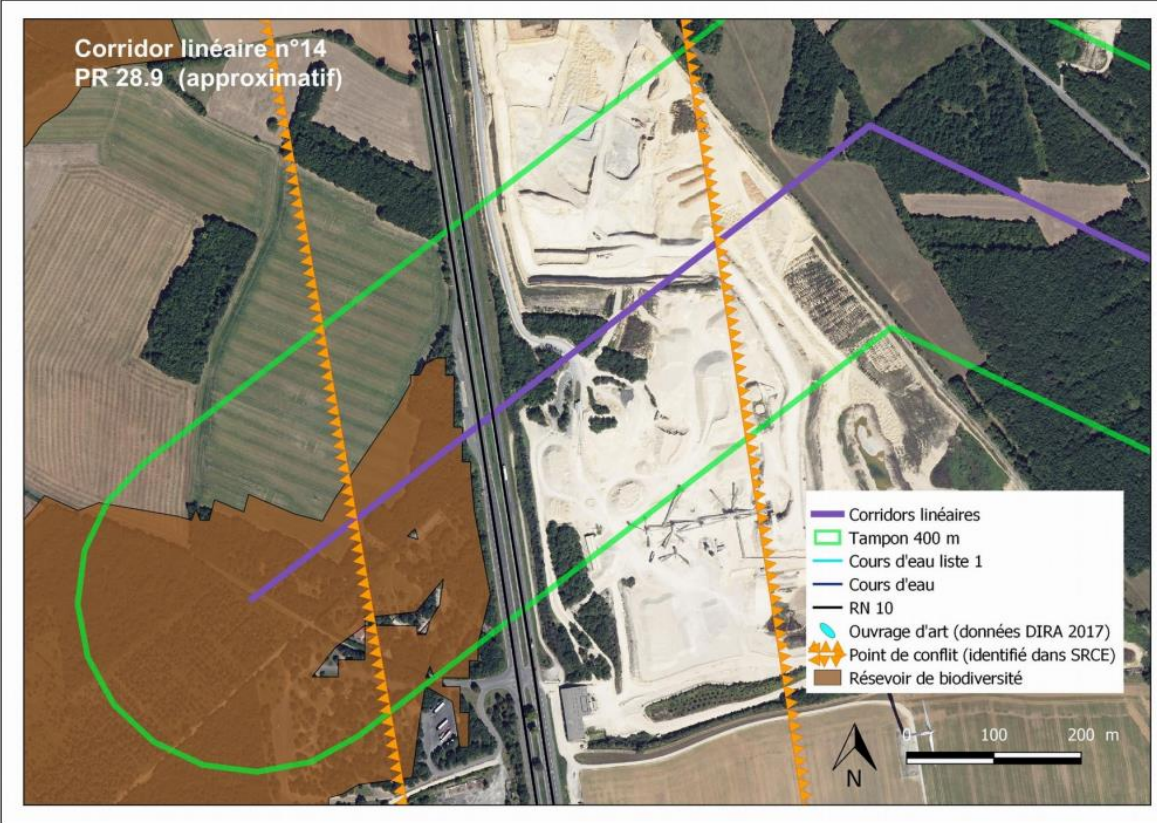 Corridor linéaire n°14
PR 28.9 (approximatif)
Corridors linéaires
Tampon 400 m
Cours d'eau liste 1
Cours d'eau
RN 10
Ouvrage d'art (données DIRA 2017)
Point de conflit (identifié dans SRCE)
Résevoir de biodiversité
0 100 200 m
N